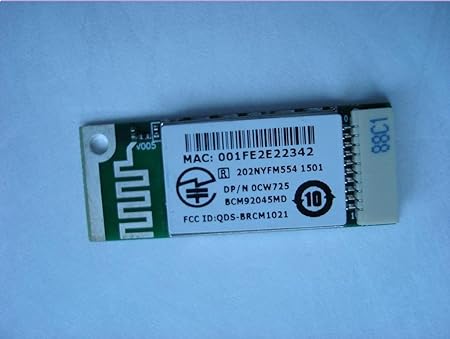 V005
MAC: 001FE2E22342
R 202NYFM554 1501
DP/N 0CW725
BCM92045MD
FCC ID:QDS-BRCM1021
10
88C1